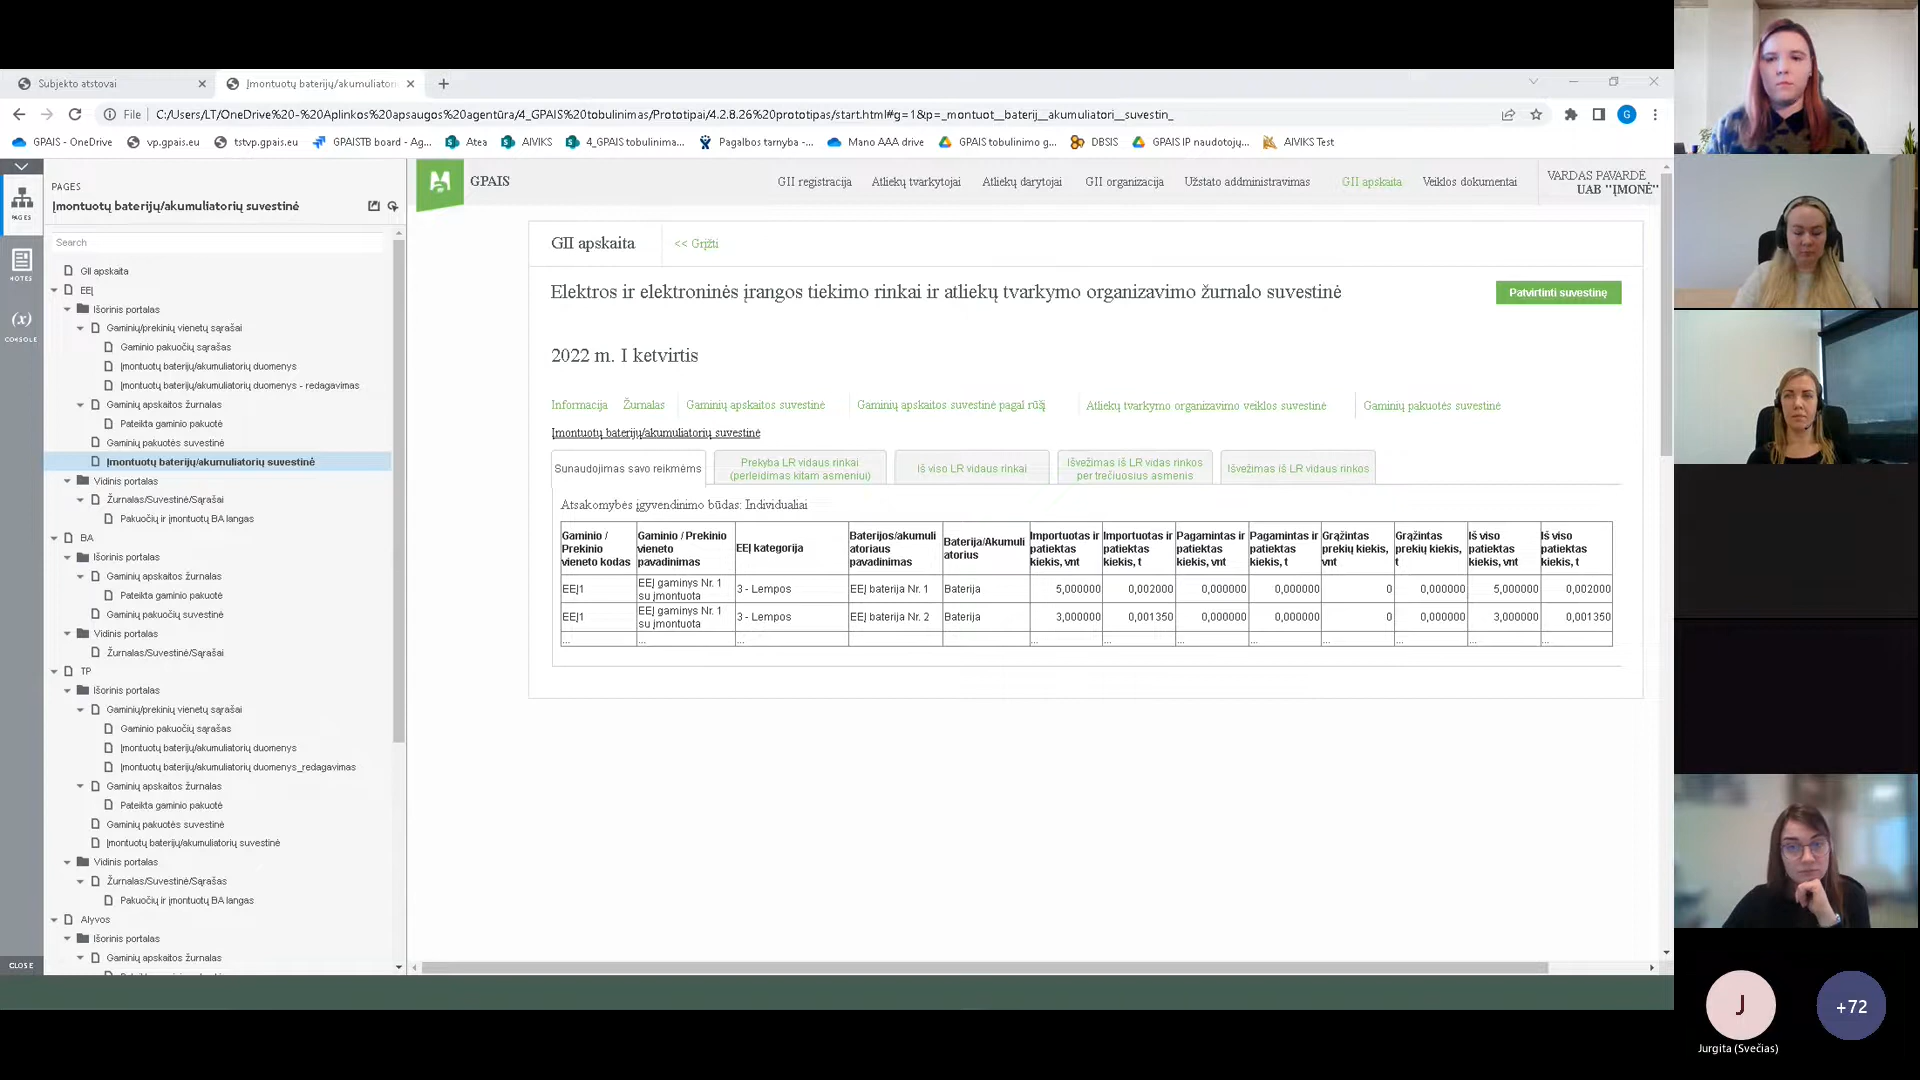 Subjekto atstovai
Įmontuotų baterijų/akumuliator
File
C:/Users/LT/OneDrive%20-%20Aplinkos%20apsaugos%20agentūra/4_GPAIS%20tobulinimas/Prototipai/4.2.8.26%20prototipas/start.html#g=1&p=_montuot__baterij__akumuliatori__suvestin_
G
GPAIS - OneDrive
vp.gpais.eu
tstvp.gpais.eu
GPAISTB board - Ag...
Atea
AIVIKS
4_GPAIS tobulinima...
Pagalbos tarnyba -...
Mano AAA drive
GPAIS tobulinimo g...
DBSIS
GPAIS IP naudotojų...
AIVIKS Test
PAGES
NOTES
(x)
CONSOLE
CLOSE
PAGES
Įmontuotų baterijų/akumuliatorių suvestinė
Search
GII apskaita
EEĮ
Išorinis portalas
Gaminių/prekinių vienetų sąrašai
Gaminio pakuočių sąrašas
Įmontuotų baterijų/akumuliatorių duomenys
Įmontuotų baterijų/akumuliatorių duomenys - redagavimas
Gaminių apskaitos žurnalas
Pateikta gaminio pakuotė
Gaminių pakuotės suvestinė
Įmontuotų baterijų/akumuliatorių suvestinė
Vidinis portalas
Žurnalas/Suvestinė/Sąrašai
Pakuočių ir įmontuotų BA langas
BA
Išorinis portalas
Gaminių apskaitos žurnalas
Pateikta gaminio pakuotė
Gaminių pakuočių suvestinė
Vidinis portalas
Žurnalas/Suvestinė/Sąrašai
TP
Išorinis portalas
Gaminių/prekinių vienetų sąrašai
Gaminio pakuočių sąrašas
Įmontuotų baterijų/akumuliatorių duomenys
Įmontuotų baterijų/akumuliatorių duomenys_redagavimas
Gaminių apskaitos žurnalas
Pateikta gaminio pakuotė
Gaminių pakuotės suvestinė
Įmontuotų baterijų/akumuliatorių suvestinė
Vidinis portalas
Žurnalas/Suvestinė/Sąrašas
Pakuočių ir įmontuotų BA langas
Alyvos
Išorinis portalas
Gaminių apskaitos žurnalas
GPAIS
GII registracija
Atliekų tvarkytojai
Atliekų darytojai
GII organizacija
Užstato addministravimas
GII apskaita
Veiklos dokumentai
VARDAS PAVARDĖ
UAB "ĮMONĖ"
GII apskaita
<< Grįžti
Elektros ir elektroninės įrangos tiekimo rinkai ir atliekų tvarkymo organizavimo žurnalo suvestinė
Patvirtinti suvestinę
2022 m. I ketvirtis
Informacija
Žurnalas
Gaminių apskaitos suvestinė
Gaminių apskaitos suvestinė pagal rūšį
Atliekų tvarkymo organizavimo veiklos suvestinė
Gaminių pakuotės suvestinė
Įmontuotų baterijų/akumuliatorių suvestinė
Sunaudojimas savo reikmėms
Prekyba LR vidaus rinkai
(perleidimas kitam asmeniui)
Iš viso LR vidaus rinkai
Išvežimas iš LR vidas rinkos
per trečiuosius asmenis
Išvežimas iš LR vidaus rinkos
Atsakomybės įgyvendinimo būdas: Individualiai
Gaminio / Prekinio vieneto kodas
Gaminio / Prekinio vieneto pavadinimas
EEĮ kategorija
Baterijos/akumuliatoriaus pavadinimas
Baterija/Akumuliatorius
Importuotas ir patiektas kiekis, vnt
Importuotas ir patiektas kiekis, t
Pagamintas ir patiektas kiekis, vnt
Pagamintas ir patiektas kiekis, t
Grąžintas prekių kiekis, vnt
Grąžintas prekių kiekis, t
Iš viso patiektas kiekis, vnt
Iš viso patiektas kiekis, t
EEĮ1 EEĮ gaminys Nr. 1 su įmontuota 3 - Lempos EEĮ baterija Nr. 1 Baterija 5,000000 0,002000 0,000000 0,000000 0 0,000000 5,000000 0,002000
EEĮ1 EEĮ gaminys Nr. 1 su įmontuota 3 - Lempos EEĮ baterija Nr. 2 Baterija 3,000000 0,001350 0,000000 0,000000 0 0,000000 3,000000 0,001350
... ... ... ... ... ... ... ... ... ... ... ... ...
J
+72
Jurgita (Svečias)